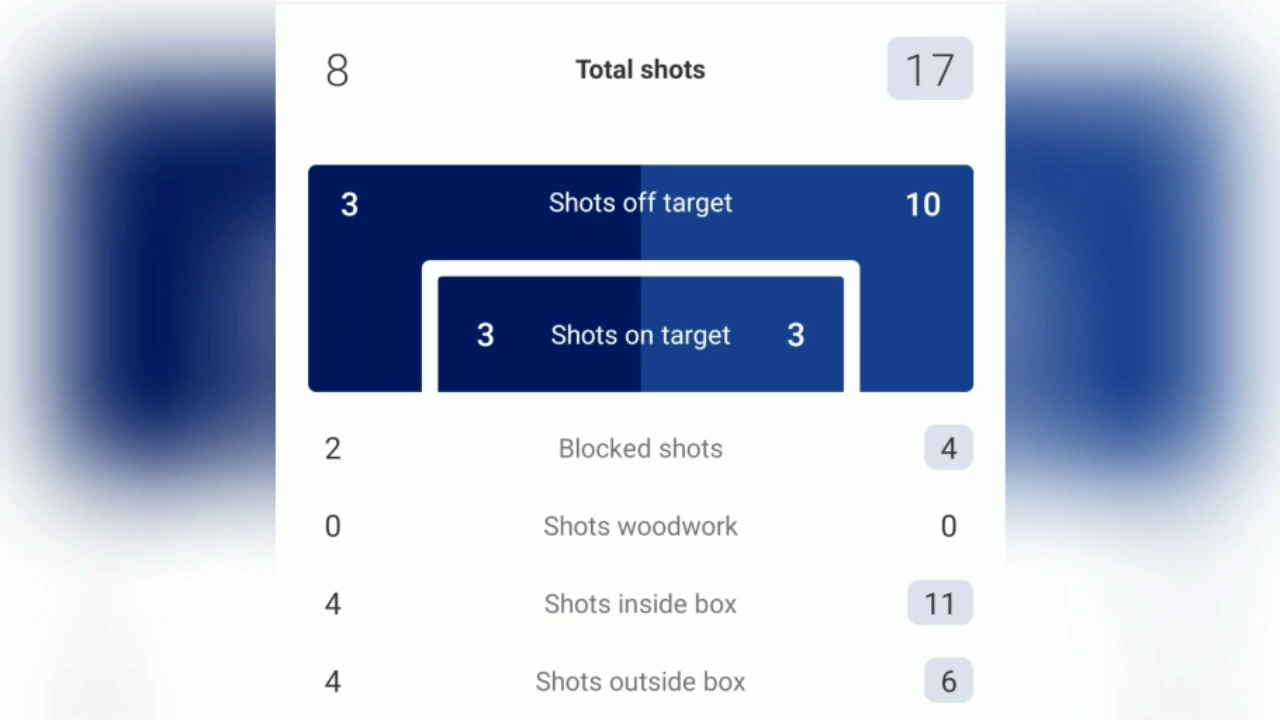 8 Total shots 17
3 Shots off target 10
3 Shots on target 3
2 Blocked shots 4
0 Shots woodwork 0
4 Shots inside box 11
4 Shots outside box 6